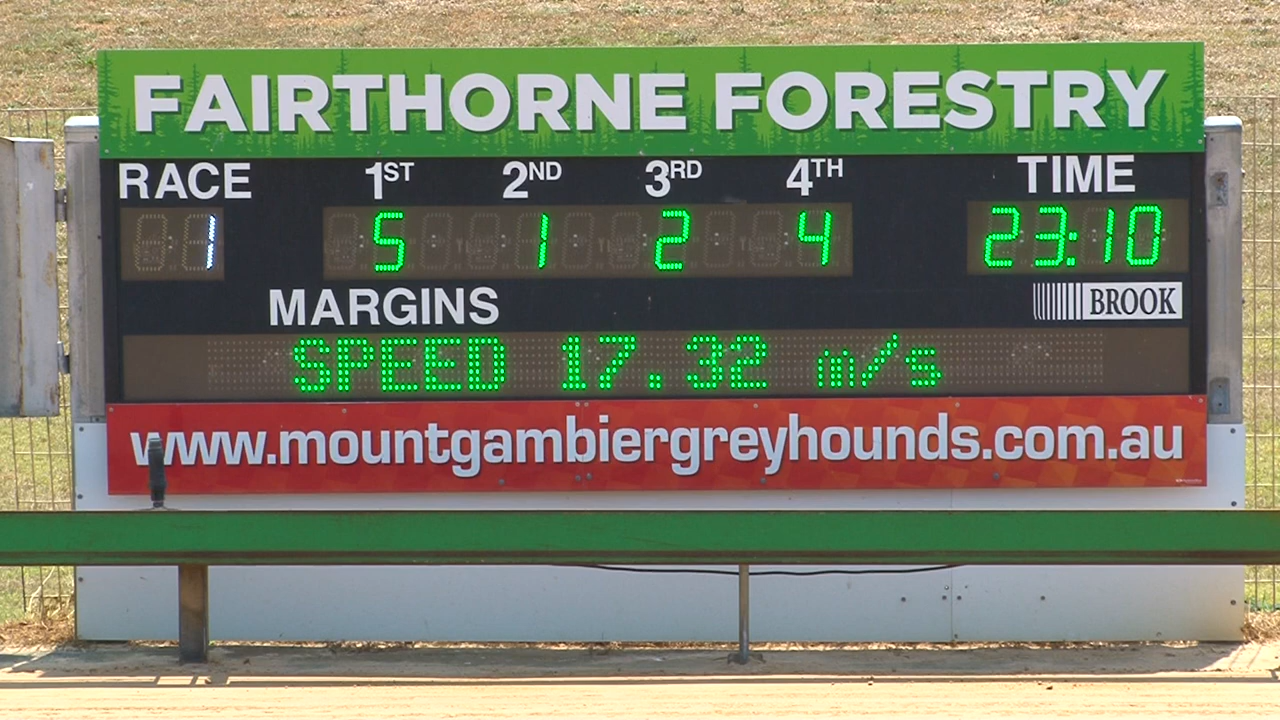 FAIRTHORNE FORESTRY
RACE 1ST 2ND 3RD 4TH TIME
1 5 1 2 4 23:10
MARGINS BROOK
SPEED 17.32 m/s
www.mountgambiergreyhounds.com.au